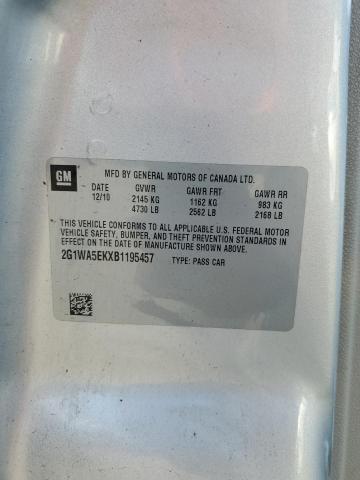 GM
MFD BY GENERAL MOTORS OF CANADA LTD.
DATE GVWR GAWR FRT GAWR RR
12/10 2145 KG 1162 KG 983 KG
4730 LB 2562 LB 2168 LB
THIS VEHICLE CONFORMS TO ALL APPLICABLE U.S. FEDERAL MOTOR
VEHICLE SAFETY, BUMPER, AND THEFT PREVENTION STANDARDS IN
EFFECT ON THE DATE OF MANUFACTURE SHOWN ABOVE.
2G1WA5EKXB1195457 TYPE: PASS CAR